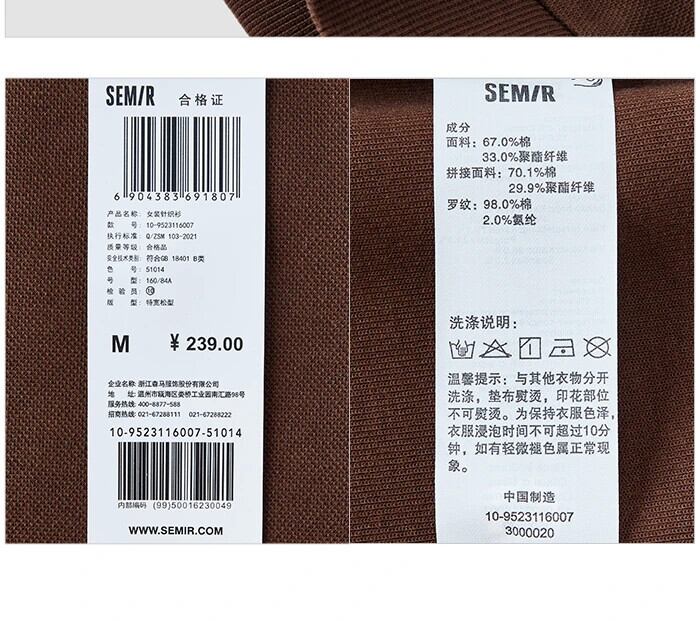 SEMIR 合格证
6 904383 691807
产品名称: 女装针织衫
款 号: 10-9523116007
执行标准: Q/ZSM 103-2021
质量等级: 合格品
安全技术类别: 符合GB 18401 B类
色 号: 51014
号 型: 160/84A
检 验 员: ⑩
版 型: 特宽松型
M ¥ 239.00
企业名称: 浙江森马服饰股份有限公司
地 址: 温州市瓯海区娄桥工业园南汇路98号
服务热线: 400-8877-588
招商热线: 021-67288111 021-67288222
10-9523116007-51014
内部编码 (99)50016230049
WWW.SEMIR.COM
SEMIR
成分
面料: 67.0%棉
33.0%聚酯纤维
拼接面料: 70.1%棉
29.9%聚酯纤维
罗纹: 98.0%棉
2.0%氨纶
洗涤说明:
温馨提示: 与其他衣物分开
洗涤, 垫布熨烫, 印花部位
不可熨烫。为保持衣服色泽,
衣服浸泡时间不可超过10分
钟, 如有轻微褪色属正常现
象。
中国制造
10-9523116007
3000020